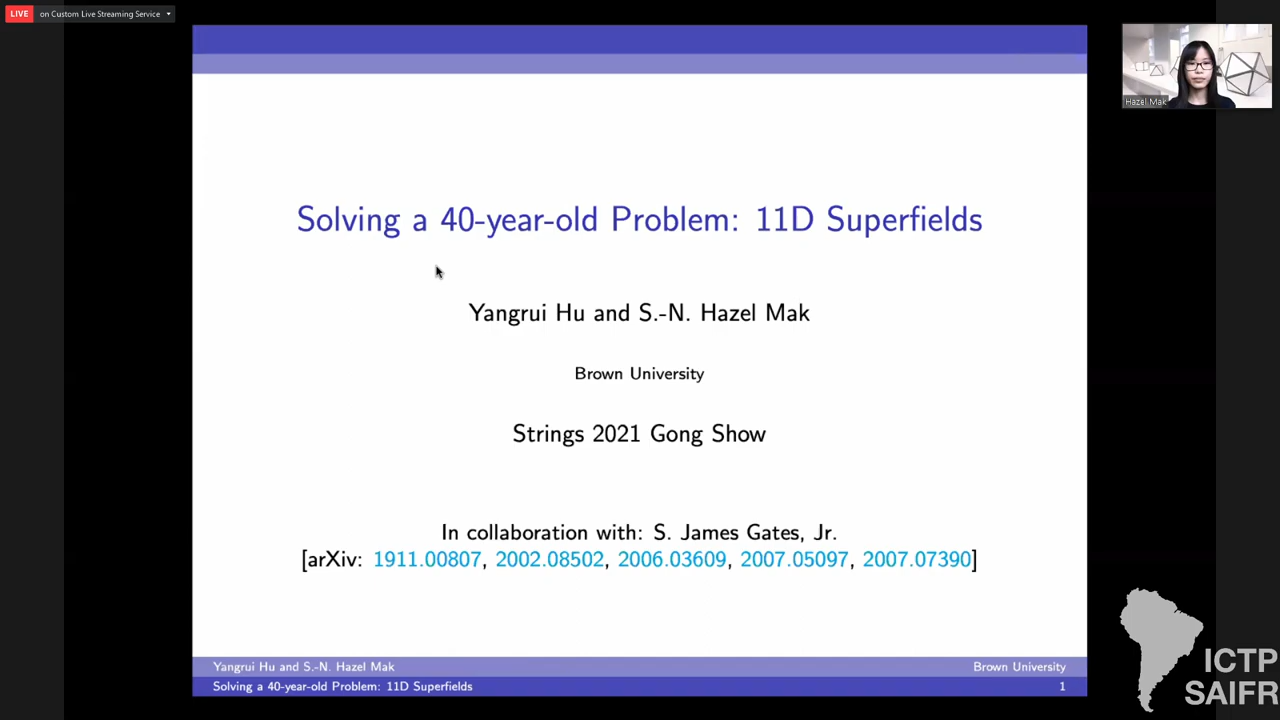 LIVE on Custom Live Streaming Service
Hazel Mak
Solving a 40-year-old Problem: 11D Superfields
Yangrui Hu and S.-N. Hazel Mak
Brown University
Strings 2021 Gong Show
In collaboration with: S. James Gates, Jr.
[arXiv: 1911.00807, 2002.08502, 2006.03609, 2007.05097, 2007.07390]
Yangrui Hu and S.-N. Hazel Mak
Brown University
Solving a 40-year-old Problem: 11D Superfields
1
ICTP
SAIFR